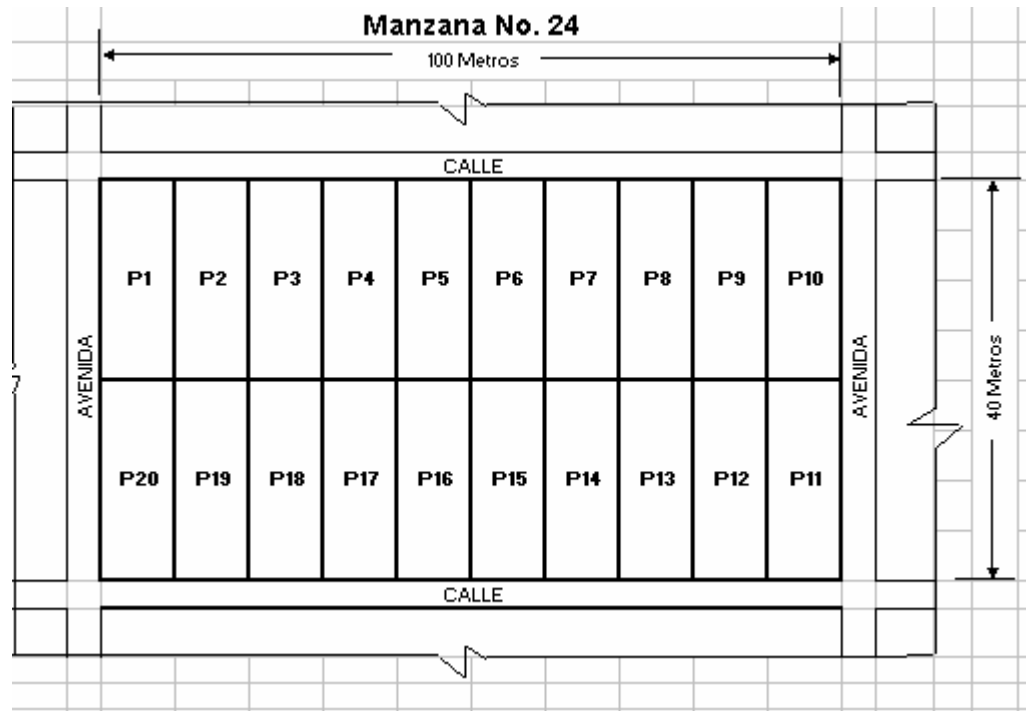 Manzana No. 24
100 Metros
CALLE
P1 P2 P3 P4 P5 P6 P7 P8 P9 P10
AVENIDA
AVENIDA
40 Metros
P20 P19 P18 P17 P16 P15 P14 P13 P12 P11
CALLE